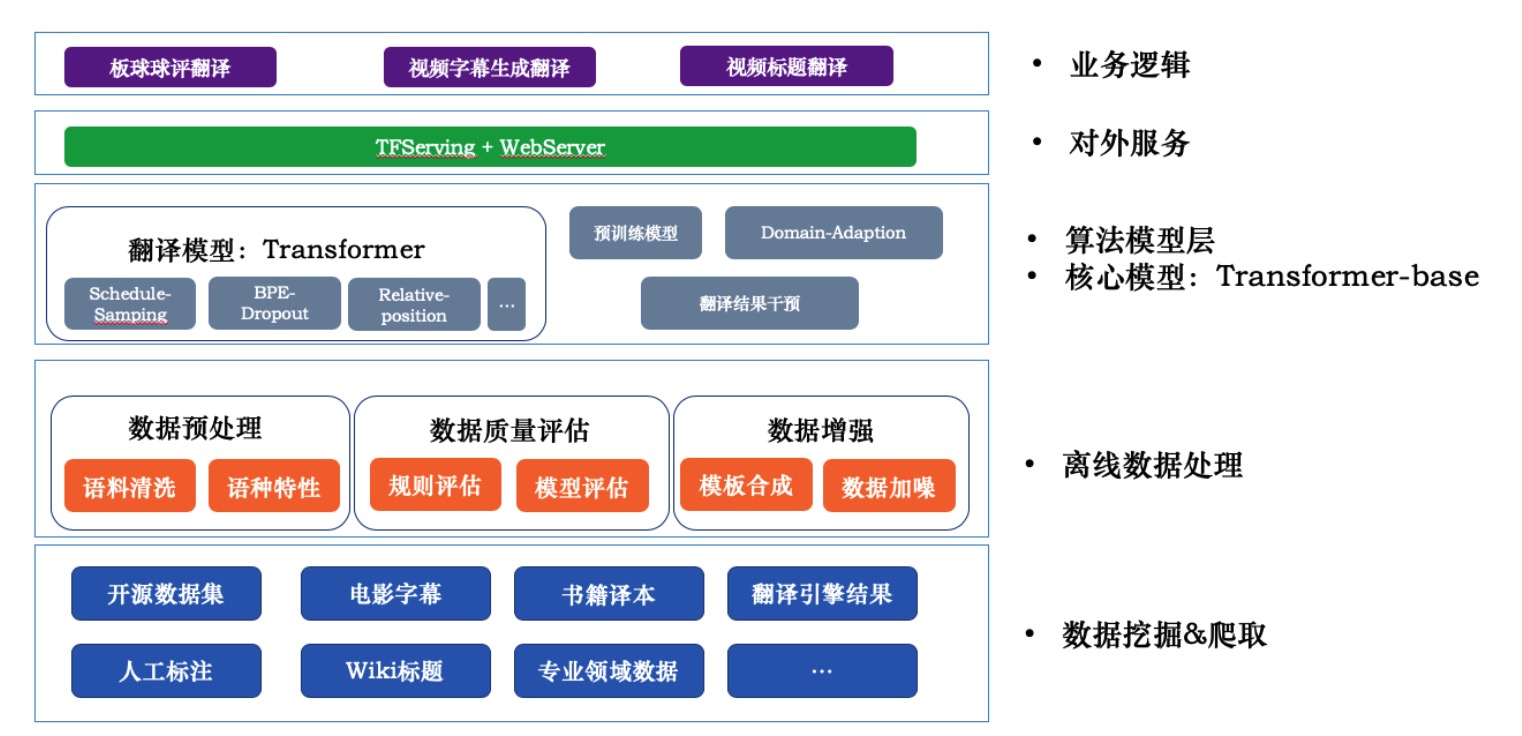 板球球评翻译
视频字幕生成翻译
视频标题翻译
• 业务逻辑
TFServing + WebServer
• 对外服务
翻译模型：Transformer
Schedule-
Samping
BPE-
Dropout
Relative-
position
...
预训练模型
Domain-Adaption
翻译结果干预
• 算法模型层
• 核心模型：Transformer-base
数据预处理
语料清洗
语种特性
数据质量评估
规则评估
模型评估
数据增强
模板合成
数据加噪
• 离线数据处理
开源数据集
电影字幕
书籍译本
翻译引擎结果
人工标注
Wiki标题
专业领域数据
...
• 数据挖掘&爬取